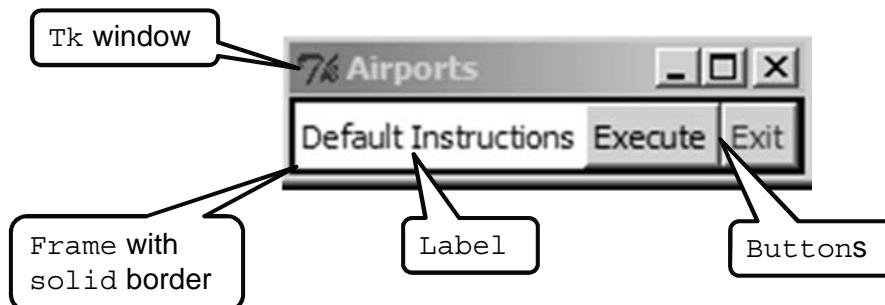 Tk window
Airports
Default Instructions Execute Exit
Frame with
solid border
Label
Buttons